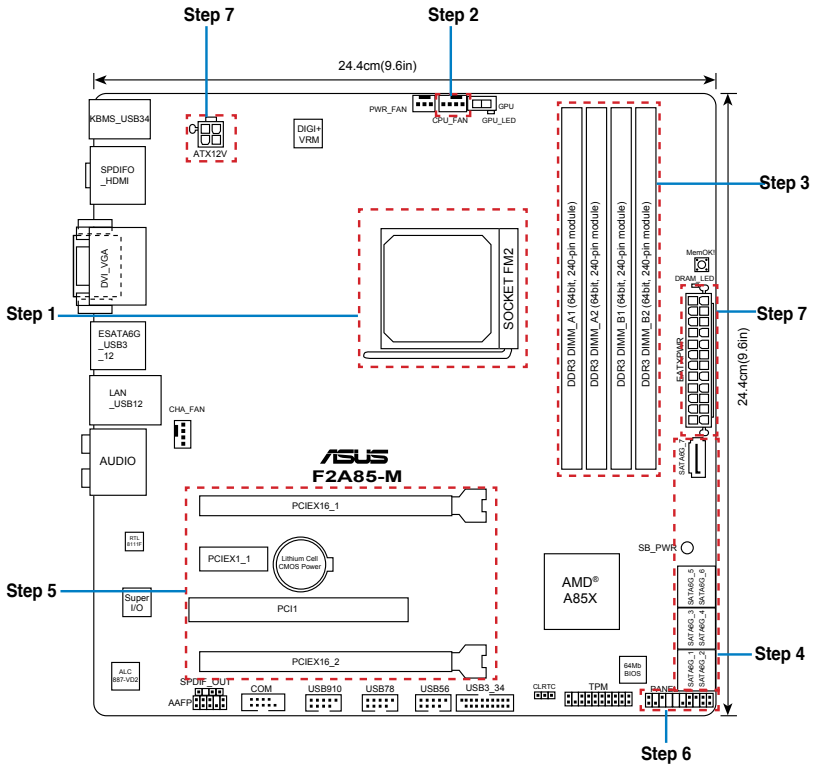 Step 7
Step 2
24.4cm(9.6in)
KBMS_USB34
ATX12V
DIGI+
VRM
PWR_FAN
CPU_FAN
GPU
GPU_LED
SPDIFO
_HDMI
Step 3
DVI_VGA
SOCKET FM2
DDR3 DIMM_A1 (64bit, 240-pin module)
DDR3 DIMM_A2 (64bit, 240-pin module)
DDR3 DIMM_B1 (64bit, 240-pin module)
DDR3 DIMM_B2 (64bit, 240-pin module)
MemOK!
DRAM_LED
Step 1
Step 7
ESATA6G
_USB3
_12
EATXPWR
24.4cm(9.6in)
LAN
_USB12
CHA_FAN
AUDIO
ASUS
F2A85-M
SATA6G_7
PCIEX16_1
RTL
8111F
PCIEX1_1
Lithium Cell
CMOS Power
SB_PWR
AMD®
A85X
SATA6G_5
SATA6G_6
Step 5
Super
I/O
PCI1
SATA6G_3
SATA6G_4
PCIEX16_2
Step 4
ALC
887-VD2
64Mb
BIOS
SATA6G_1
SATA6G_2
SPDIF_OUT
AAFP
COM
USB910
USB78
USB56
USB3_34
CLRTC
TPM
PANEL
Step 6